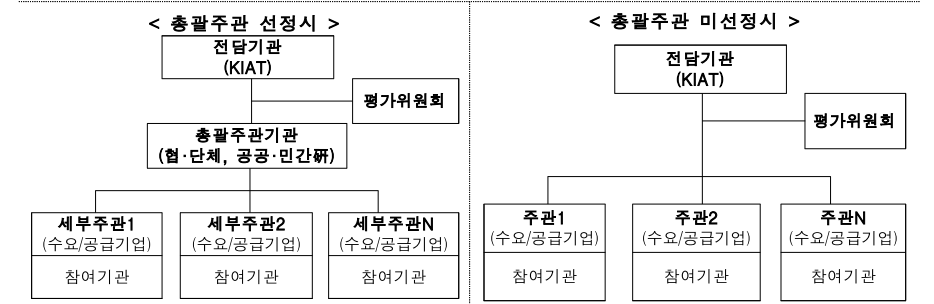 < 총괄주관 선정시 >
전담기관
(KIAT)
평가위원회
총괄주관기관
(협·단체, 공공·민간硏)
세부주관1
(수요/공급기업)
참여기관
세부주관2
(수요/공급기업)
참여기관
세부주관N
(수요/공급기업)
참여기관
< 총괄주관 미선정시 >
전담기관
(KIAT)
평가위원회
주관1
(수요/공급기업)
참여기관
주관2
(수요/공급기업)
참여기관
주관N
(수요/공급기업)
참여기관